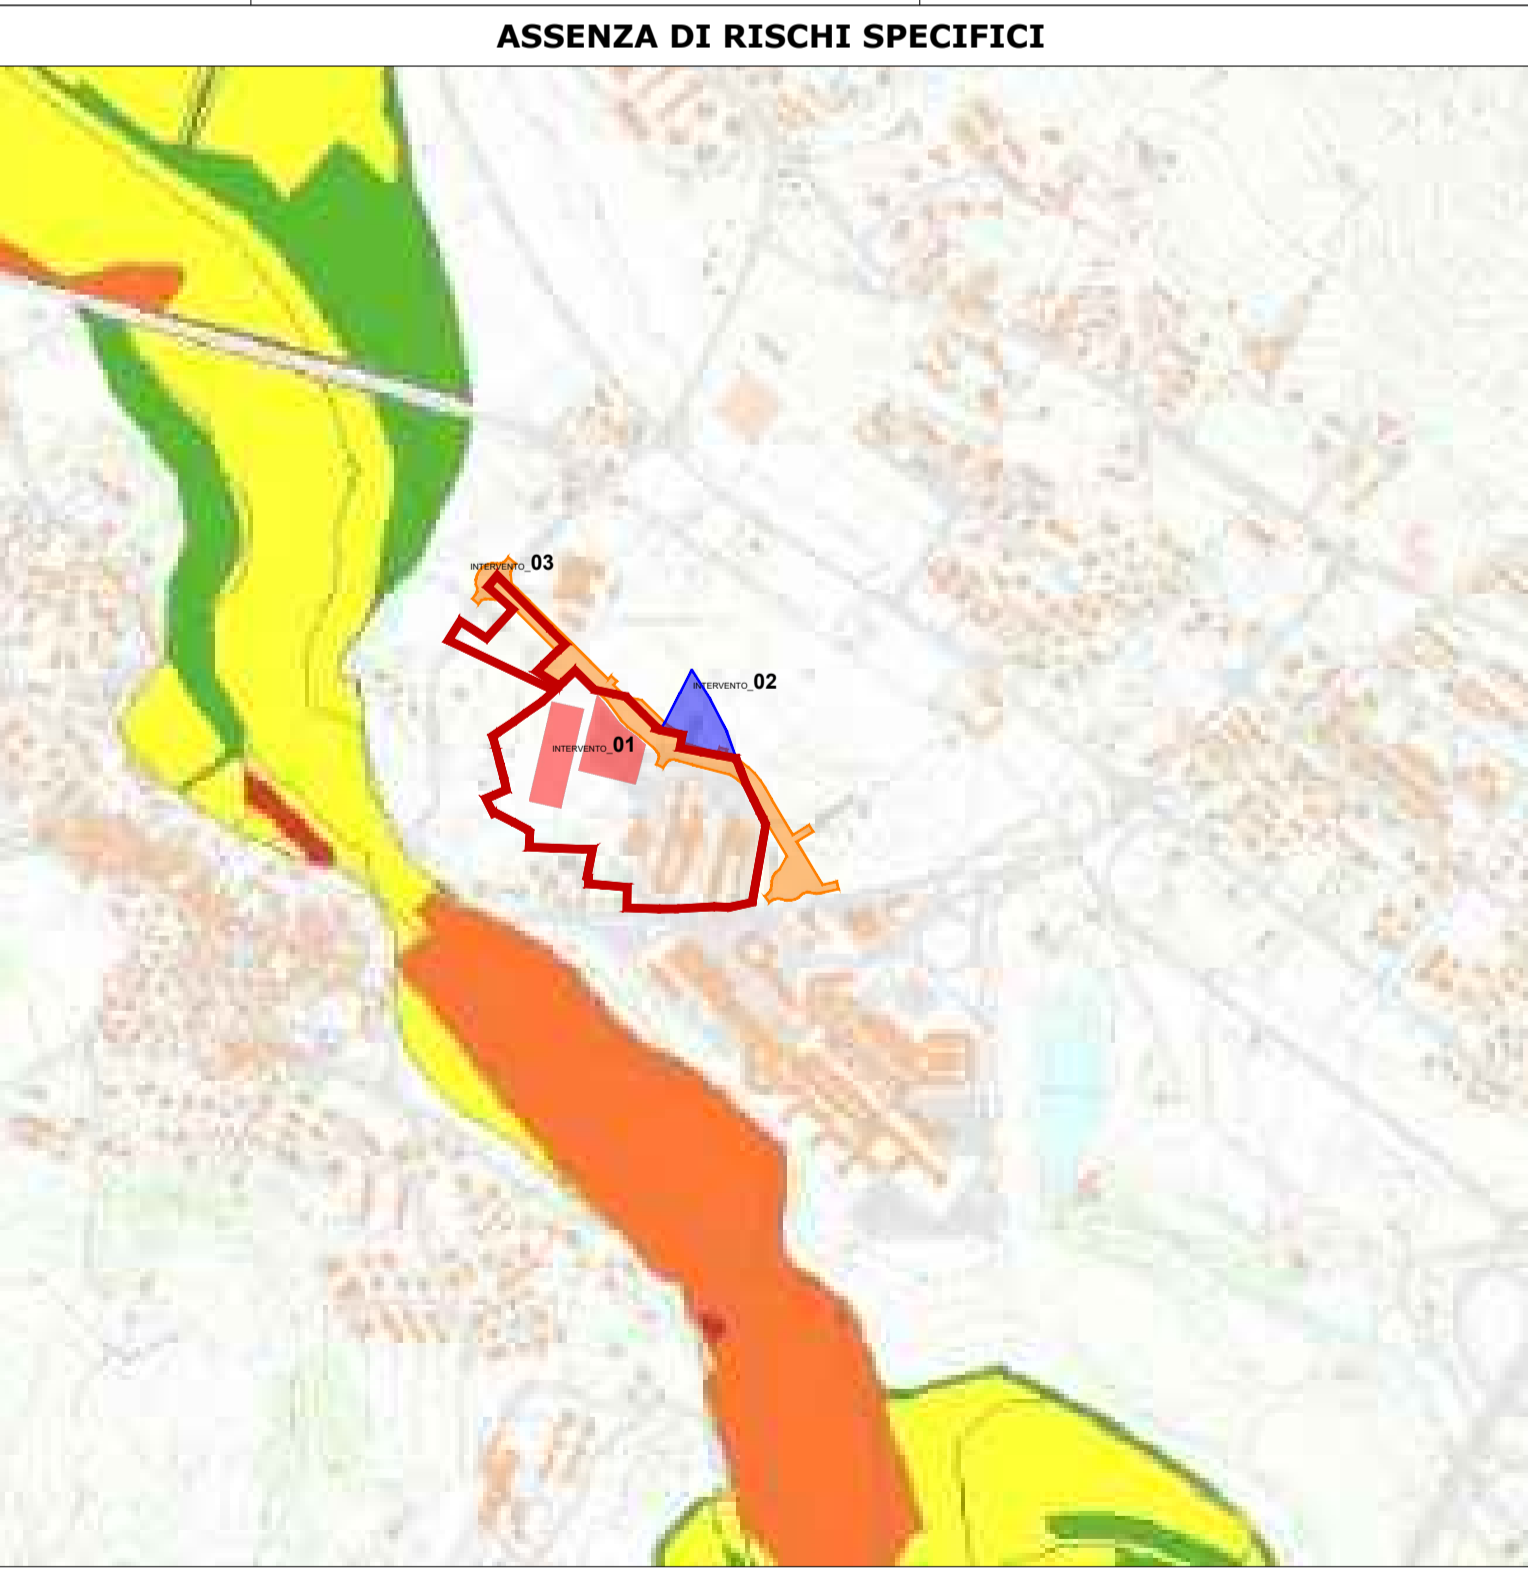 ASSENZA DI RISCHI SPECIFICI
INTERVENTO_03
INTERVENTO_02
INTERVENTO_01